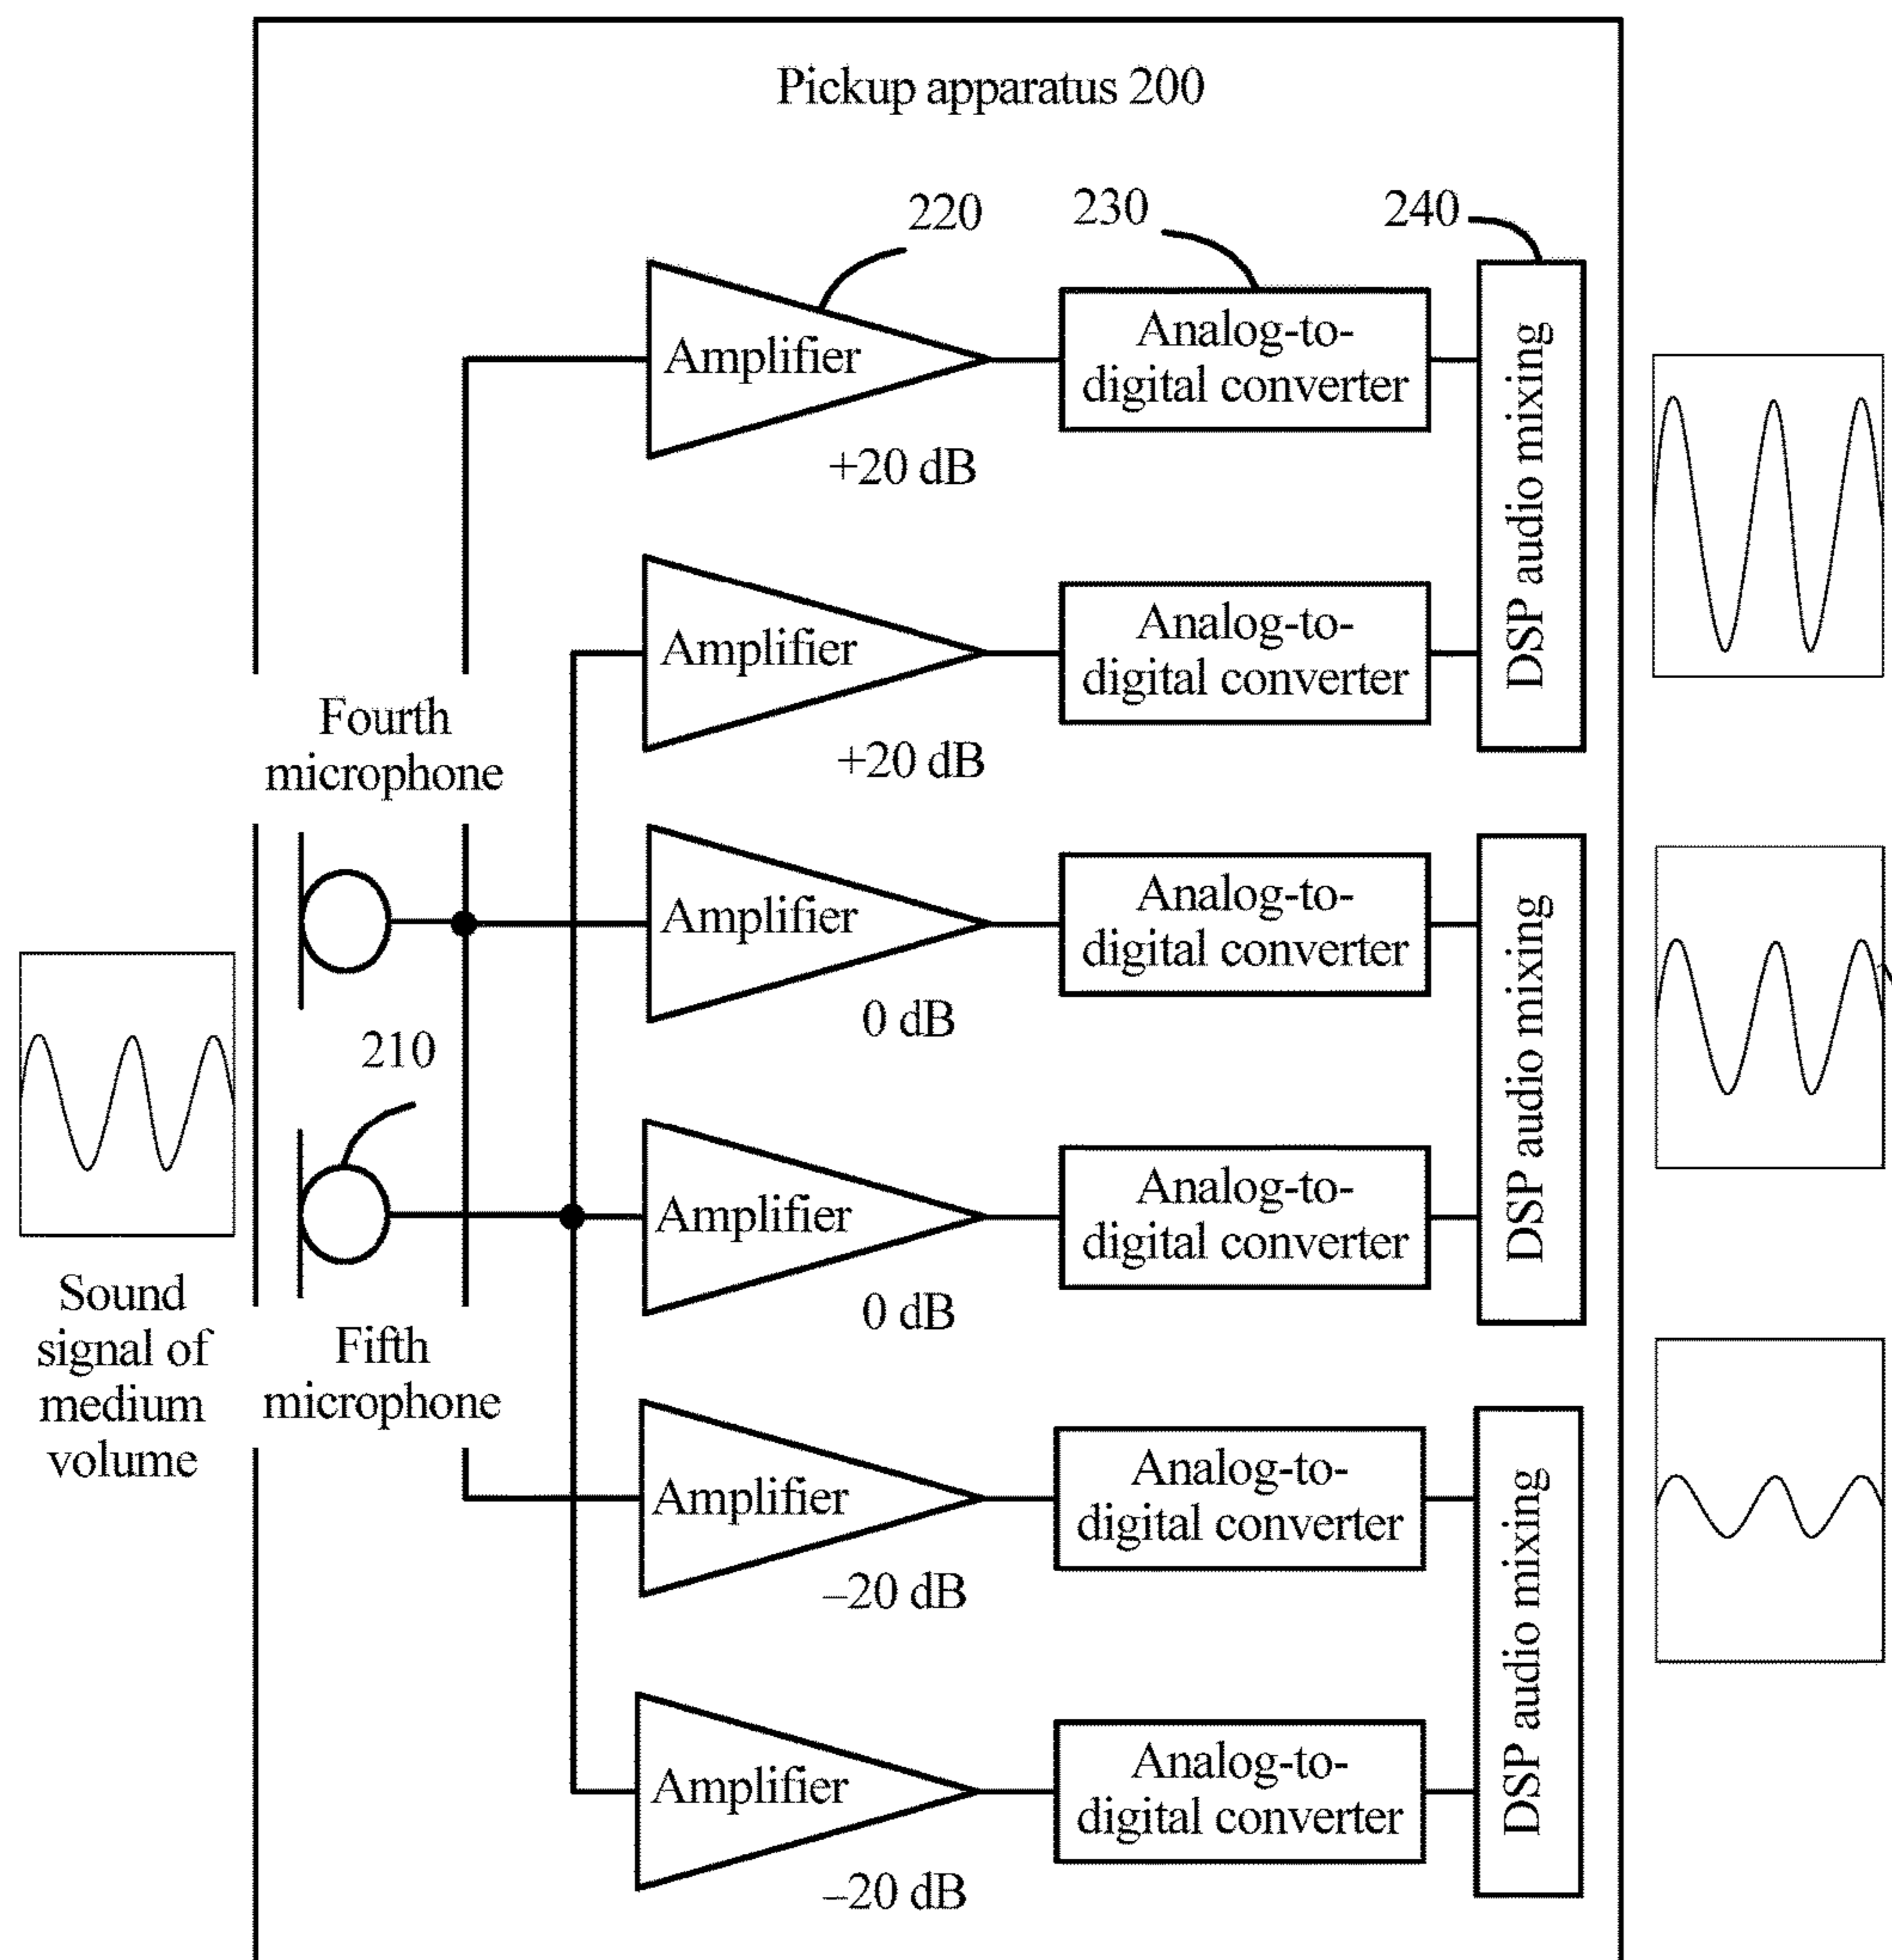 Pickup apparatus 200
220
230
240
Amplifier
+20 dB
Analog-to-
digital converter
DSP audio mixing
Amplifier
+20 dB
Analog-to-
digital converter
Fourth
microphone
Amplifier
0 dB
Analog-to-
digital converter
DSP audio mixing
210
Amplifier
0 dB
Analog-to-
digital converter
Sound
signal of
medium
volume
Fifth
microphone
Amplifier
–20 dB
Analog-to-
digital converter
DSP audio mixing
Amplifier
–20 dB
Analog-to-
digital converter